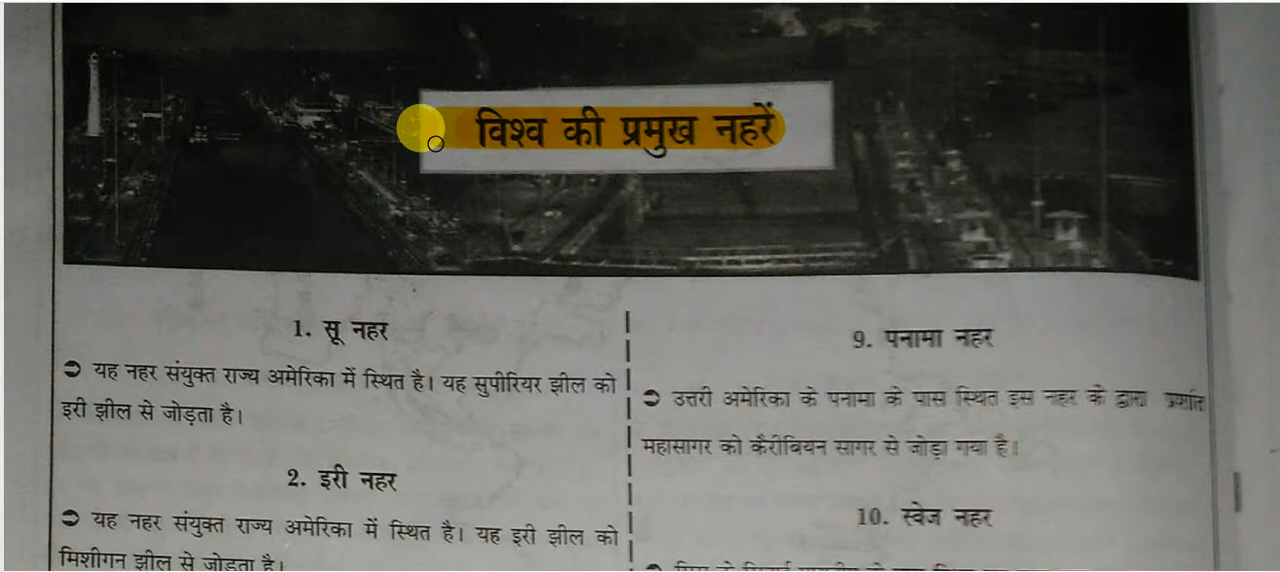 विश्व की प्रमुख नहरें
1. सू नहर
➲ यह नहर संयुक्त राज्य अमेरिका में स्थित है। यह सुपीरियर झील को
इरी झील से जोड़ता है।
2. इरी नहर
➲ यह नहर संयुक्त राज्य अमेरिका में स्थित है। यह इरी झील को
मिशीगन झील से जोड़ता है।
9. पनामा नहर
➲ उत्तरी अमेरिका के पनामा के पास स्थित इस नहर के द्वारा प्रशांत
महासागर को कैरीबियन सागर से जोड़ा गया है।
10. स्वेज नहर